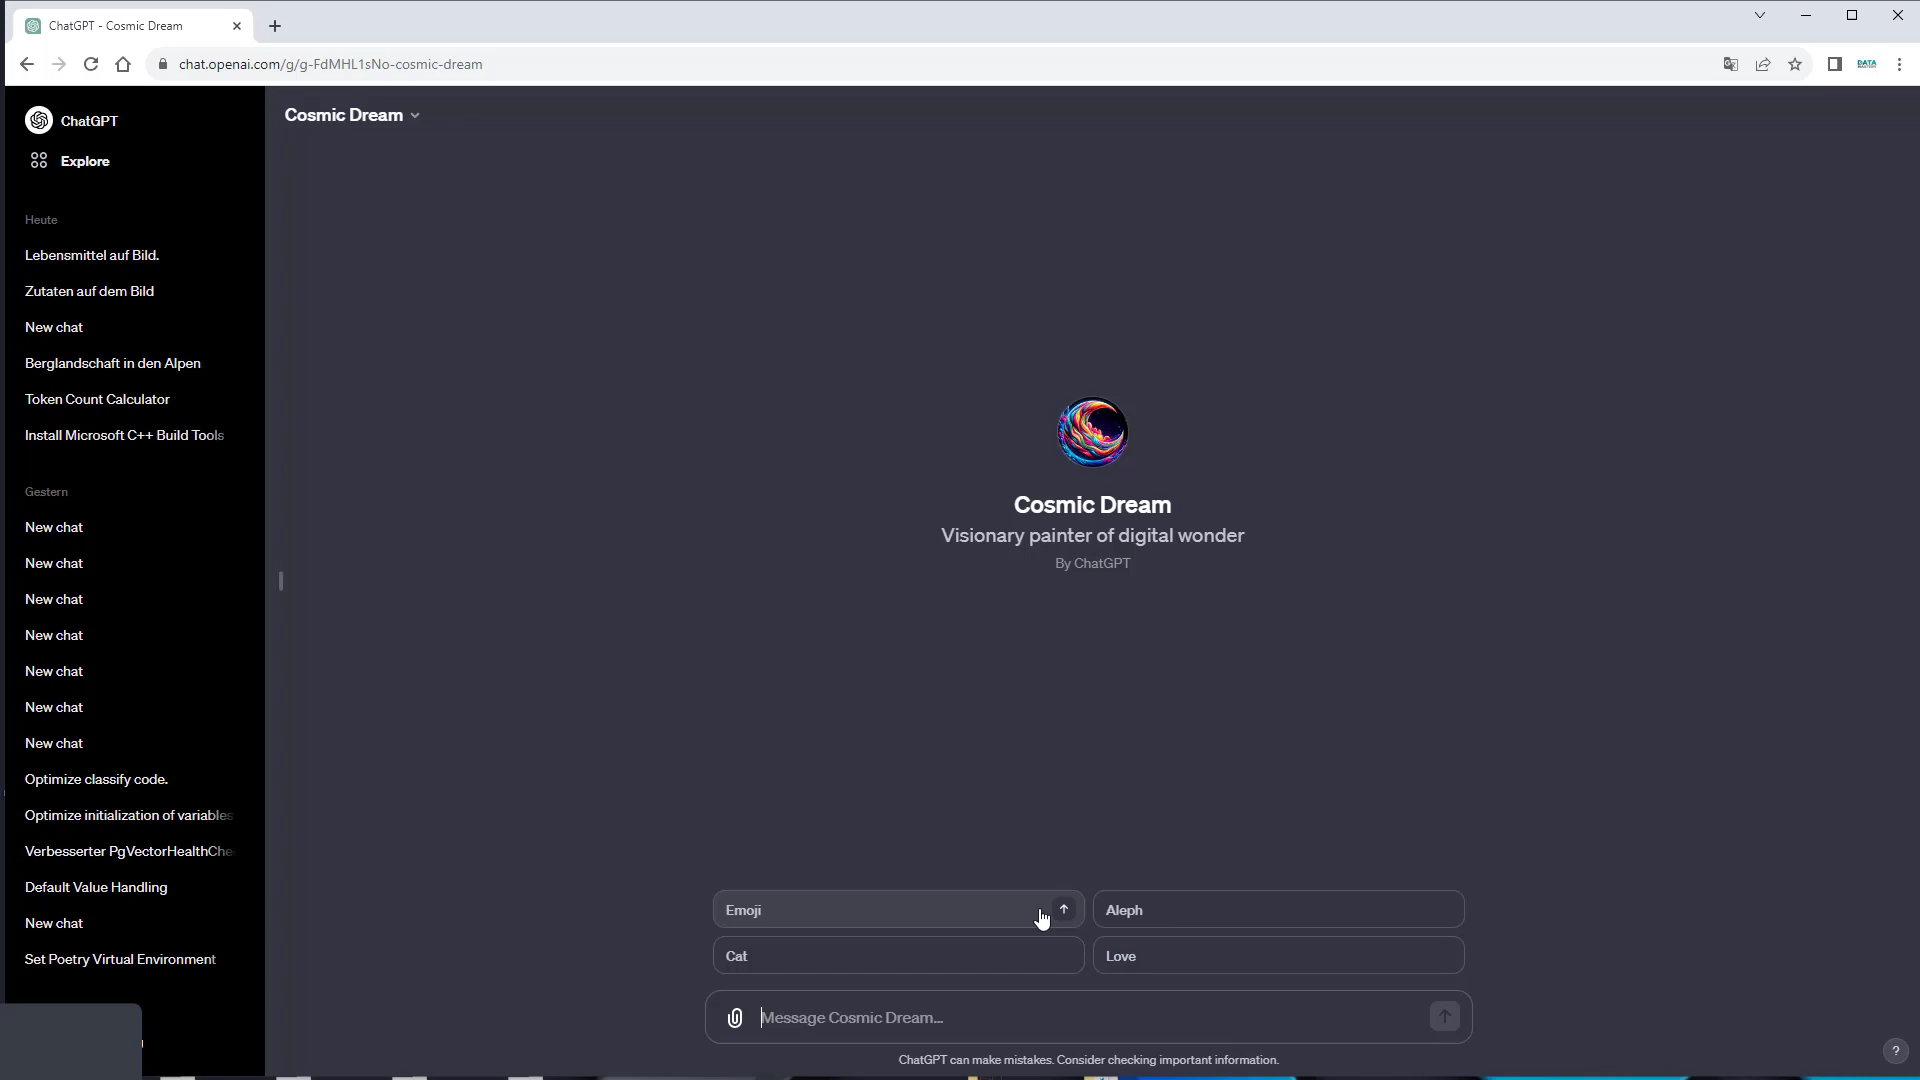 ChatGPT - Cosmic Dream
chat.openai.com/g/g-FdMHL1sNo-cosmic-dream
DATA
ChatGPT
Explore
Heute
Lebensmittel auf Bild.
Zutaten auf dem Bild
New chat
Berglandschaft in den Alpen
Token Count Calculator
Install Microsoft C++ Build Tools
Gestern
New chat
New chat
New chat
New chat
New chat
New chat
New chat
Optimize classify code.
Optimize initialization of variables
Verbesserter PgVectorHealthChe
Default Value Handling
New chat
Set Poetry Virtual Environment
Cosmic Dream
Cosmic Dream
Visionary painter of digital wonder
By ChatGPT
Emoji
Aleph
Cat
Love
Message Cosmic Dream...
ChatGPT can make mistakes. Consider checking important information.
?